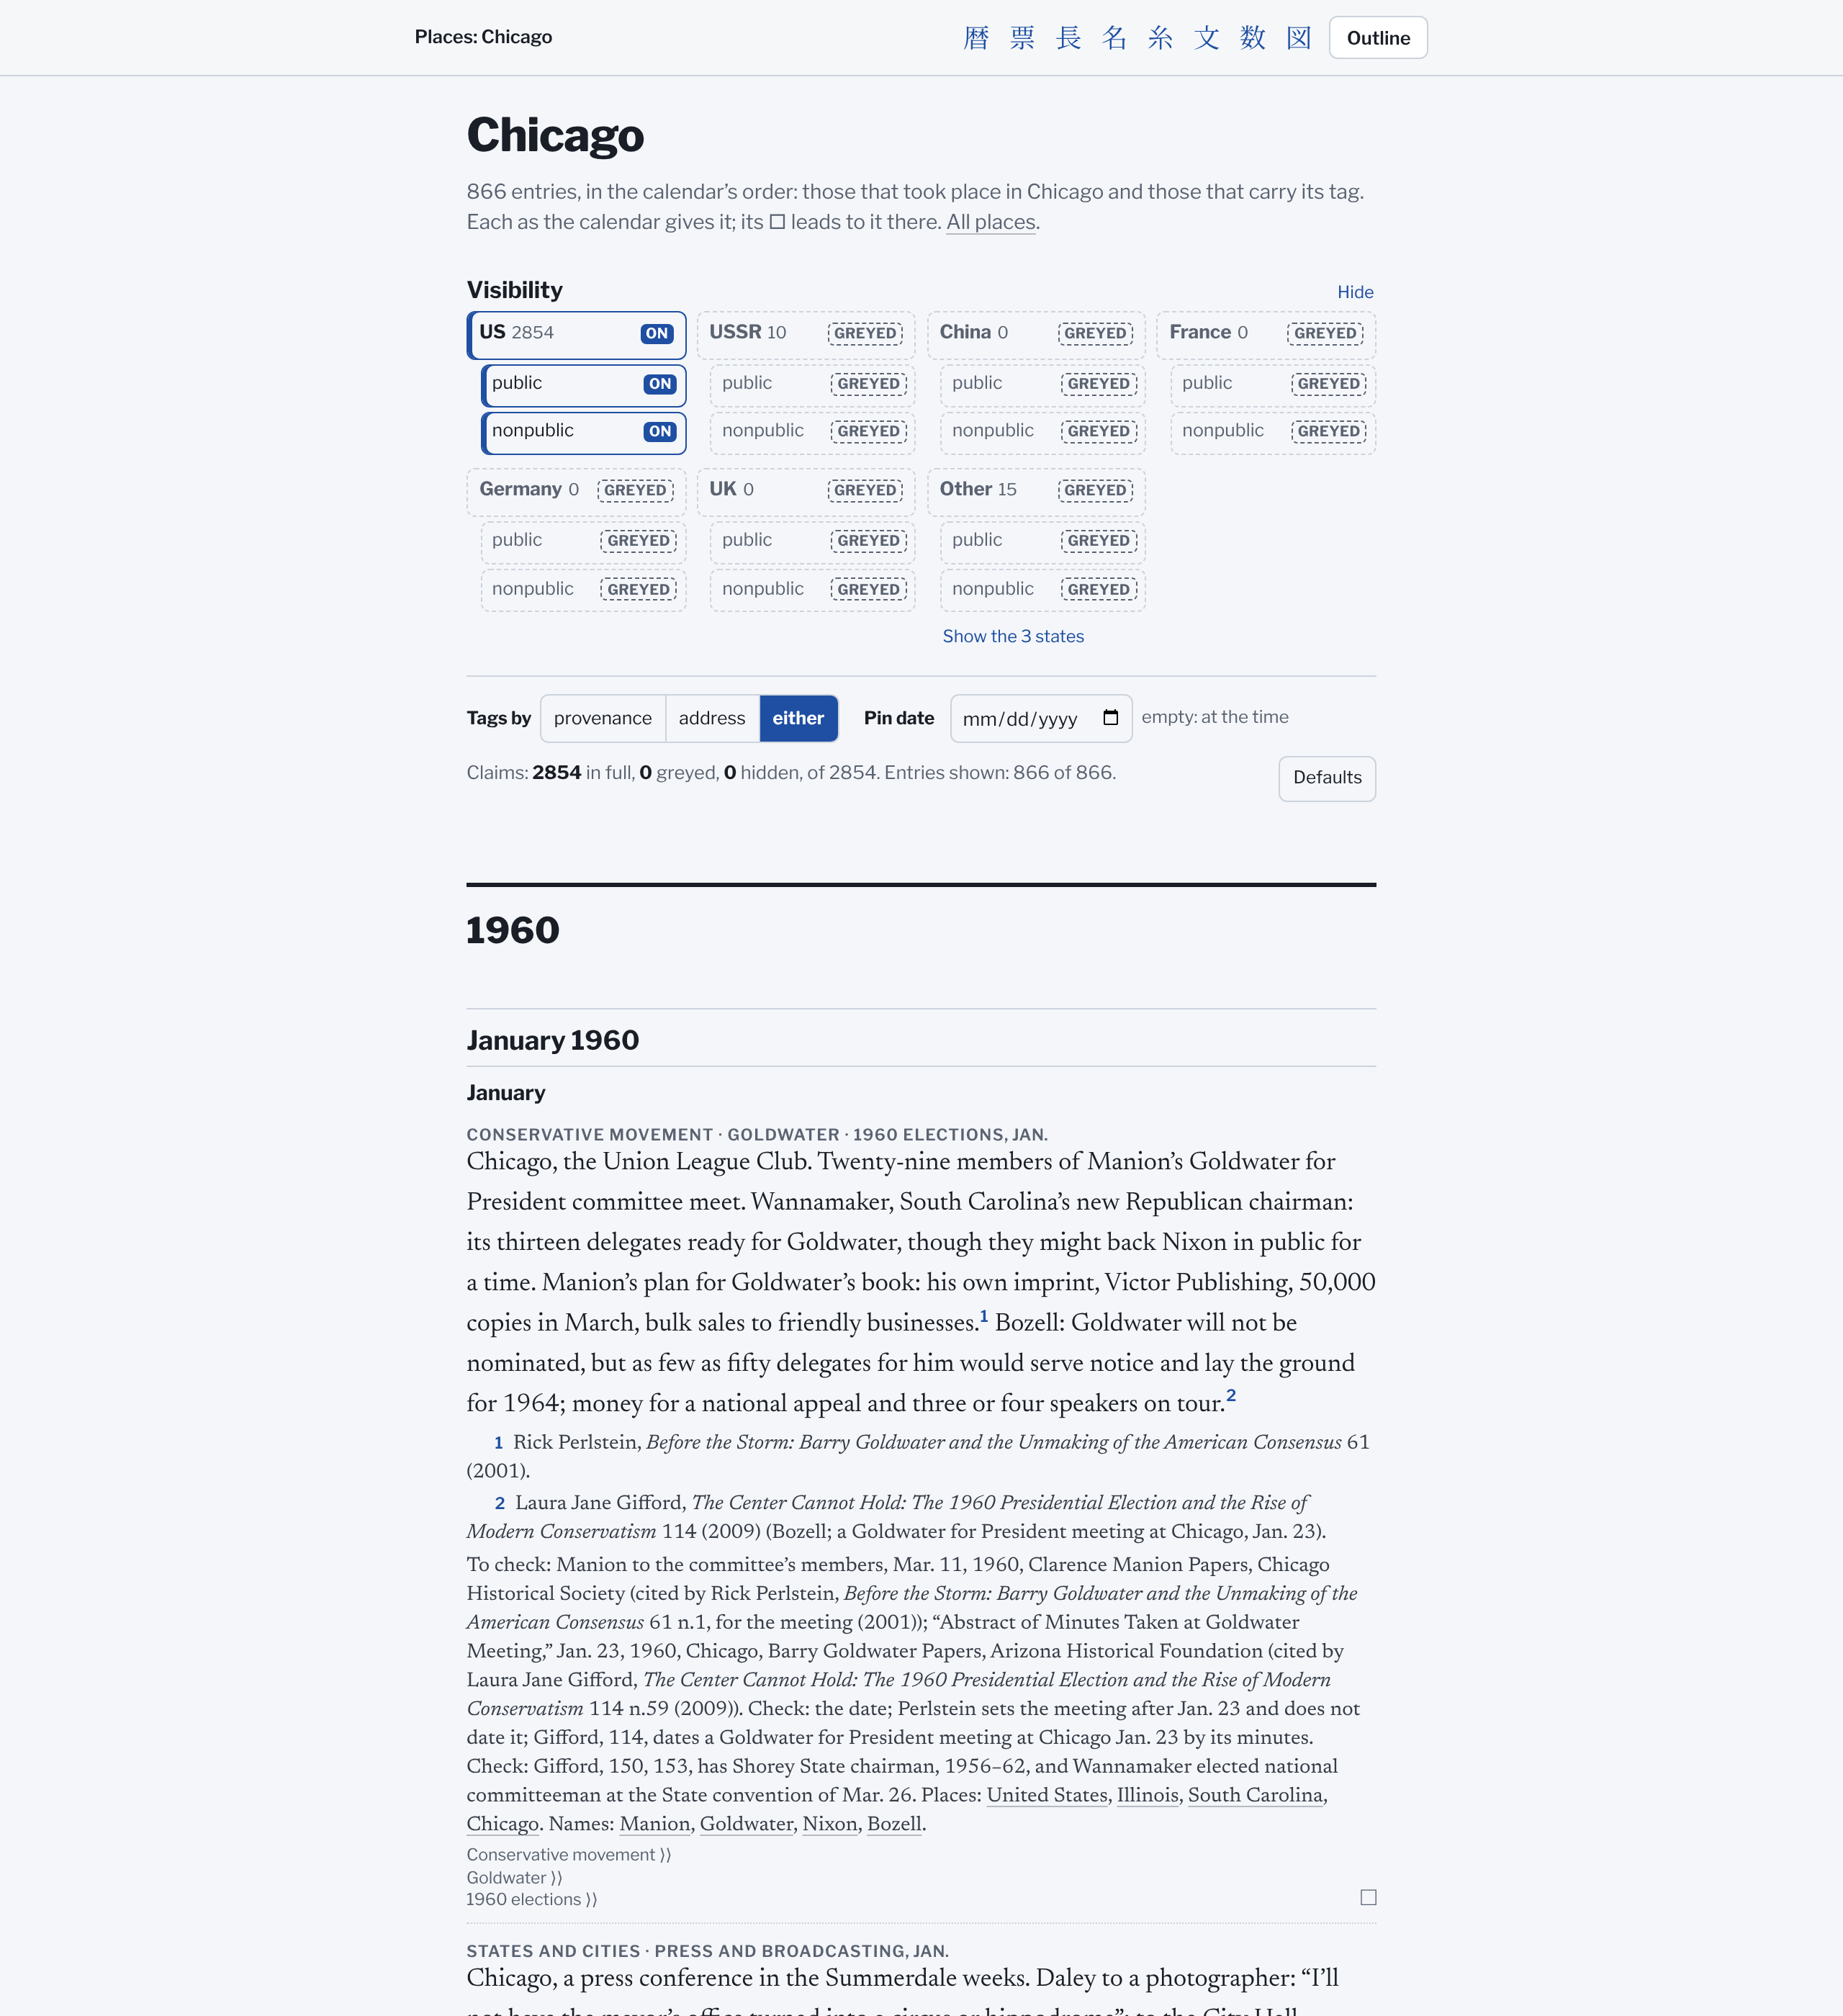 Places: Chicago
暦 票 長 名 糸 文 数 図 Outline
Chicago
866 entries, in the calendar’s order: those that took place in Chicago and those that carry its tag.
Each as the calendar gives it; its □ leads to it there. All places.
Visibility Hide
US 2854 ON USSR 10 GREYED China 0 GREYED France 0 GREYED
public ON public GREYED public GREYED public GREYED
nonpublic ON nonpublic GREYED nonpublic GREYED nonpublic GREYED
Germany 0 GREYED UK 0 GREYED Other 15 GREYED
public GREYED public GREYED public GREYED
nonpublic GREYED nonpublic GREYED nonpublic GREYED
Show the 3 states
Tags by provenance address either Pin date mm/dd/yyyy empty: at the time
Claims: 2854 in full, 0 greyed, 0 hidden, of 2854. Entries shown: 866 of 866.
Defaults
1960
January 1960
January
CONSERVATIVE MOVEMENT · GOLDWATER · 1960 ELECTIONS, JAN.
Chicago, the Union League Club. Twenty-nine members of Manion’s Goldwater for
President committee meet. Wannamaker, South Carolina’s new Republican chairman:
its thirteen delegates ready for Goldwater, though they might back Nixon in public for
a time. Manion’s plan for Goldwater’s book: his own imprint, Victor Publishing, 50,000
copies in March, bulk sales to friendly businesses.1 Bozell: Goldwater will not be
nominated, but as few as fifty delegates for him would serve notice and lay the ground
for 1964; money for a national appeal and three or four speakers on tour.2
1 Rick Perlstein, Before the Storm: Barry Goldwater and the Unmaking of the American Consensus 61
(2001).
2 Laura Jane Gifford, The Center Cannot Hold: The 1960 Presidential Election and the Rise of
Modern Conservatism 114 (2009) (Bozell; a Goldwater for President meeting at Chicago, Jan. 23).
To check: Manion to the committee’s members, Mar. 11, 1960, Clarence Manion Papers, Chicago
Historical Society (cited by Rick Perlstein, Before the Storm: Barry Goldwater and the Unmaking of the
American Consensus 61 n.1, for the meeting (2001)); “Abstract of Minutes Taken at Goldwater
Meeting,” Jan. 23, 1960, Chicago, Barry Goldwater Papers, Arizona Historical Foundation (cited by
Laura Jane Gifford, The Center Cannot Hold: The 1960 Presidential Election and the Rise of Modern
Conservatism 114 n.59 (2009)). Check: the date; Perlstein sets the meeting after Jan. 23 and does not
date it; Gifford, 114, dates a Goldwater for President meeting at Chicago Jan. 23 by its minutes.
Check: Gifford, 150, 153, has Shorey State chairman, 1956–62, and Wannamaker elected national
committeeman at the State convention of Mar. 26. Places: United States, Illinois, South Carolina,
Chicago. Names: Manion, Goldwater, Nixon, Bozell.
Conservative movement ⟩⟩
Goldwater ⟩⟩
1960 elections ⟩⟩
□
STATES AND CITIES · PRESS AND BROADCASTING, JAN.
Chicago, a press conference in the Summerdale weeks. Daley to a photographer: “I’ll
not have the mayor’s office turned into a circus or hippodrome”; to the City Hall